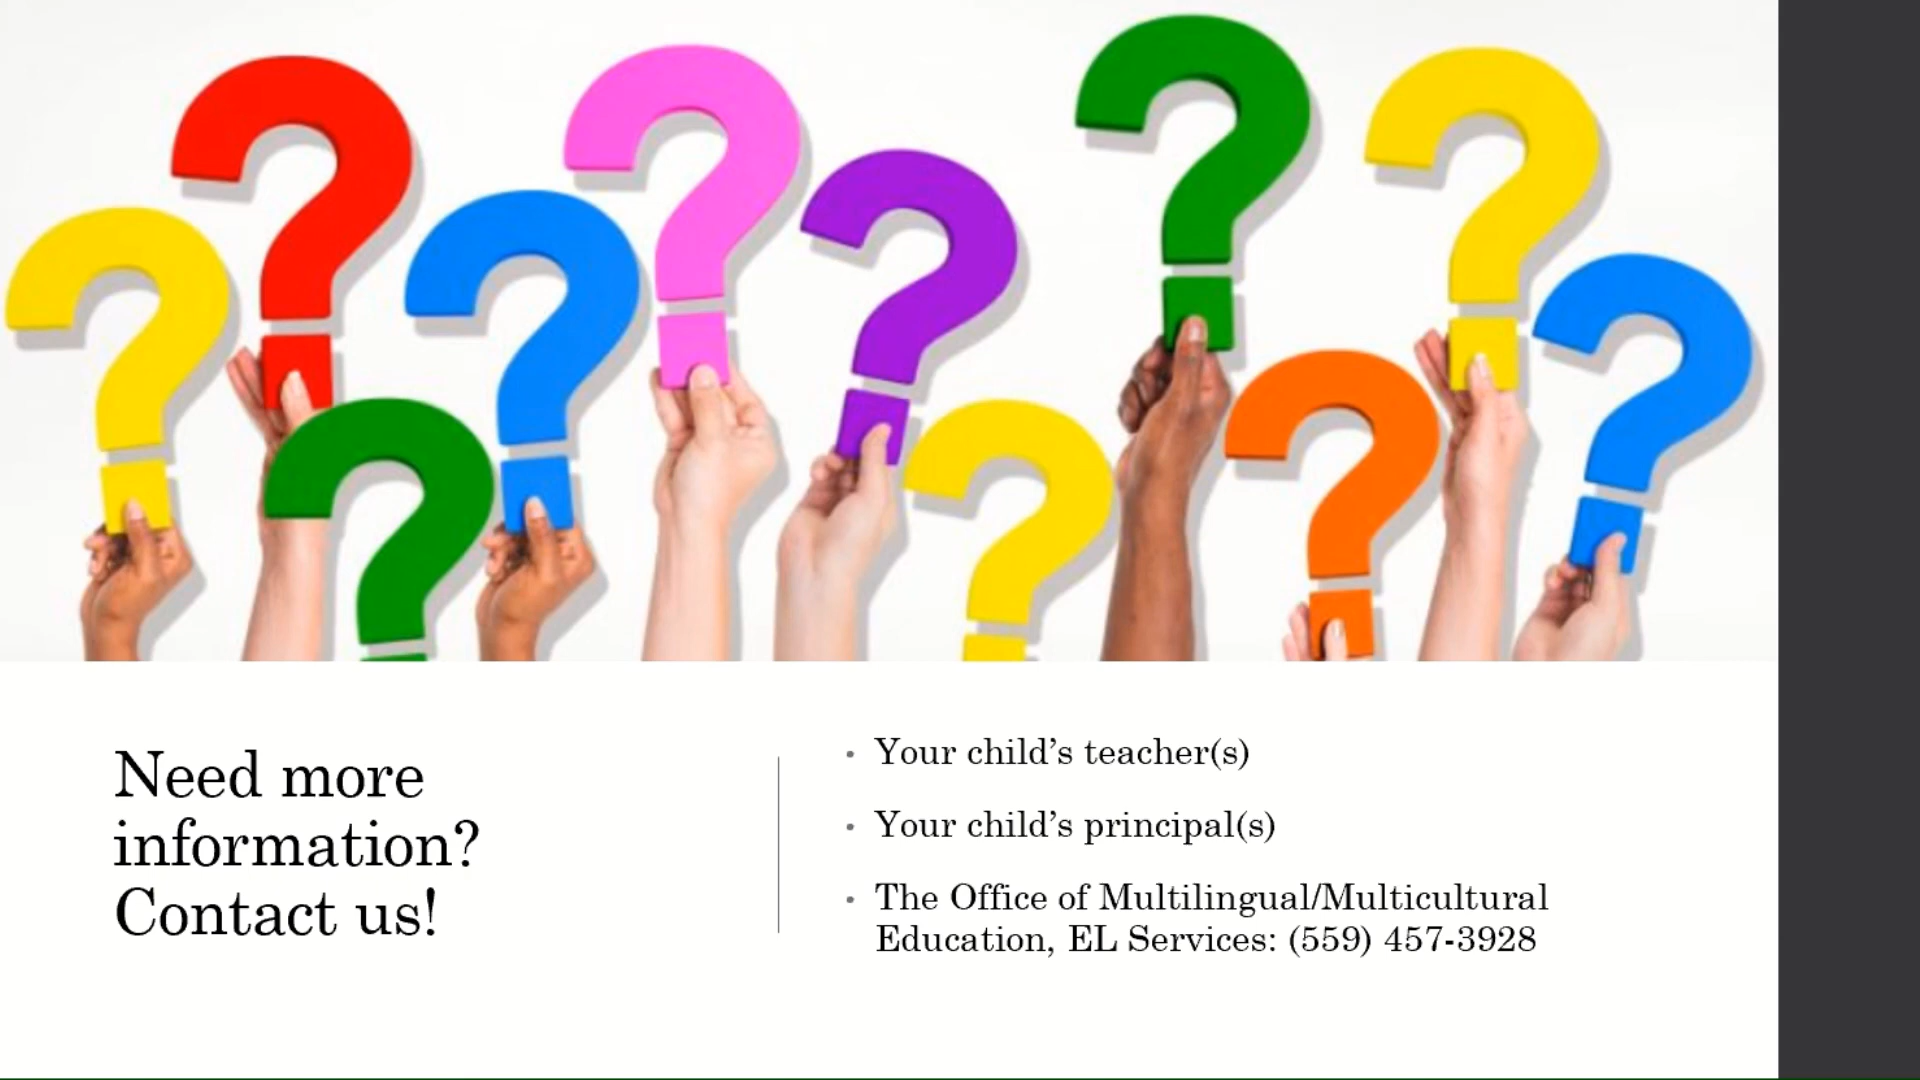 Need more
information?
Contact us!
• Your child’s teacher(s)
• Your child’s principal(s)
• The Office of Multilingual/Multicultural
Education, EL Services: (559) 457-3928